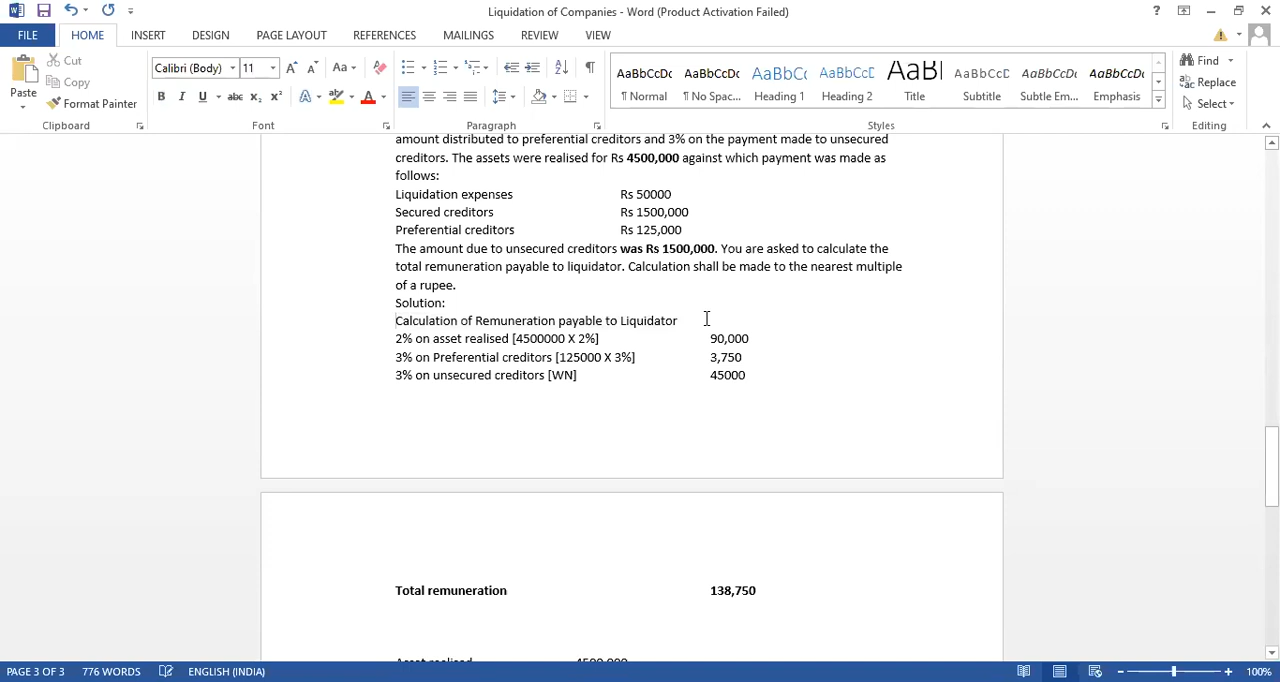 Liquidation of Companies - Word (Product Activation Failed)
FILE HOME INSERT DESIGN PAGE LAYOUT REFERENCES MAILINGS REVIEW VIEW
Paste
Cut
Copy
Format Painter
Clipboard
Calibri (Body) 11
Font
Paragraph
AaBbCcDc AaBbCcDc AaBbCc AaBbCcD AaBl AaBbCcD AaBbCcDc AaBbCcDc
¶ Normal ¶ No Spac... Heading 1 Heading 2 Title Subtitle Subtle Em... Emphasis
Styles
Find
Replace
Select
Editing
amount distributed to preferential creditors and 3% on the payment made to unsecured
creditors. The assets were realised for Rs 4500,000 against which payment was made as
follows:
Liquidation expenses Rs 50000
Secured creditors Rs 1500,000
Preferential creditors Rs 125,000
The amount due to unsecured creditors was Rs 1500,000. You are asked to calculate the
total remuneration payable to liquidator. Calculation shall be made to the nearest multiple
of a rupee.
Solution:
Calculation of Remuneration payable to Liquidator
2% on asset realised [4500000 X 2%] 90,000
3% on Preferential creditors [125000 X 3%] 3,750
3% on unsecured creditors [WN] 45000
Total remuneration 138,750
Asset realised 4500,000
PAGE 3 OF 3 776 WORDS ENGLISH (INDIA) 100%